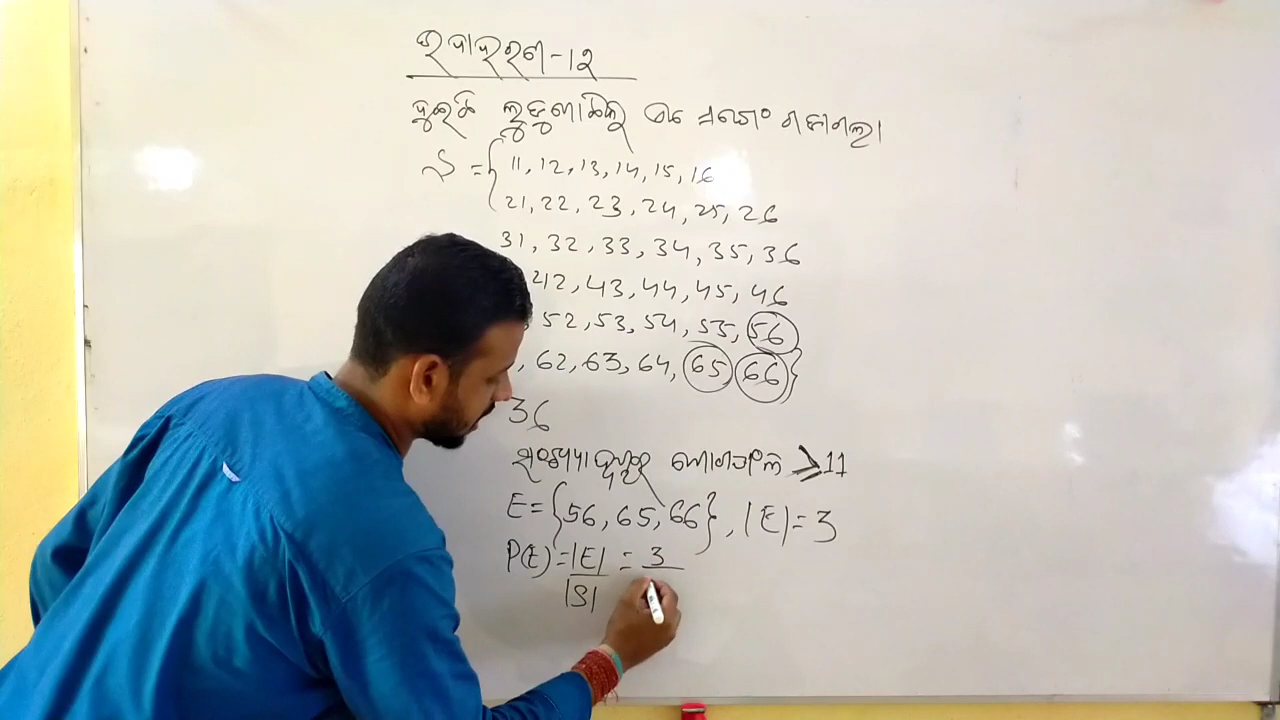 ଉଦାହରଣ-12
ଦୁଇଟି ଲୁଡୁଗୋଟିକୁ ଏକ ସଙ୍ଗେ ଗଡାଗଲା
S = { 11, 12, 13, 14, 15, 16
21, 22, 23, 24, 25, 26
31, 32, 33, 34, 35, 36
42, 43, 44, 45, 46
52, 53, 54, 55, 56
, 62, 63, 64, 65 66 }
36
ସଂଖ୍ୟା ଦ୍ୱୟର ଯୋଗଫଳ ≥ 11
E = {56, 65, 66} , |E| = 3
P(E) = |E| / |S| = 3